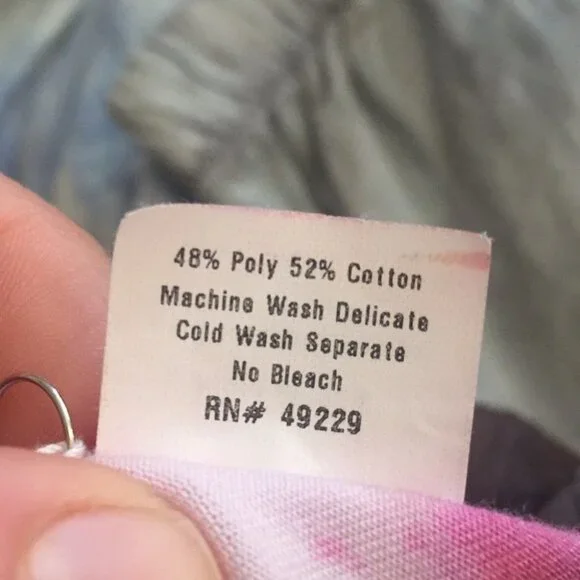 48% Poly 52% Cotton
Machine Wash Delicate
Cold Wash Separate
No Bleach
RN# 49229